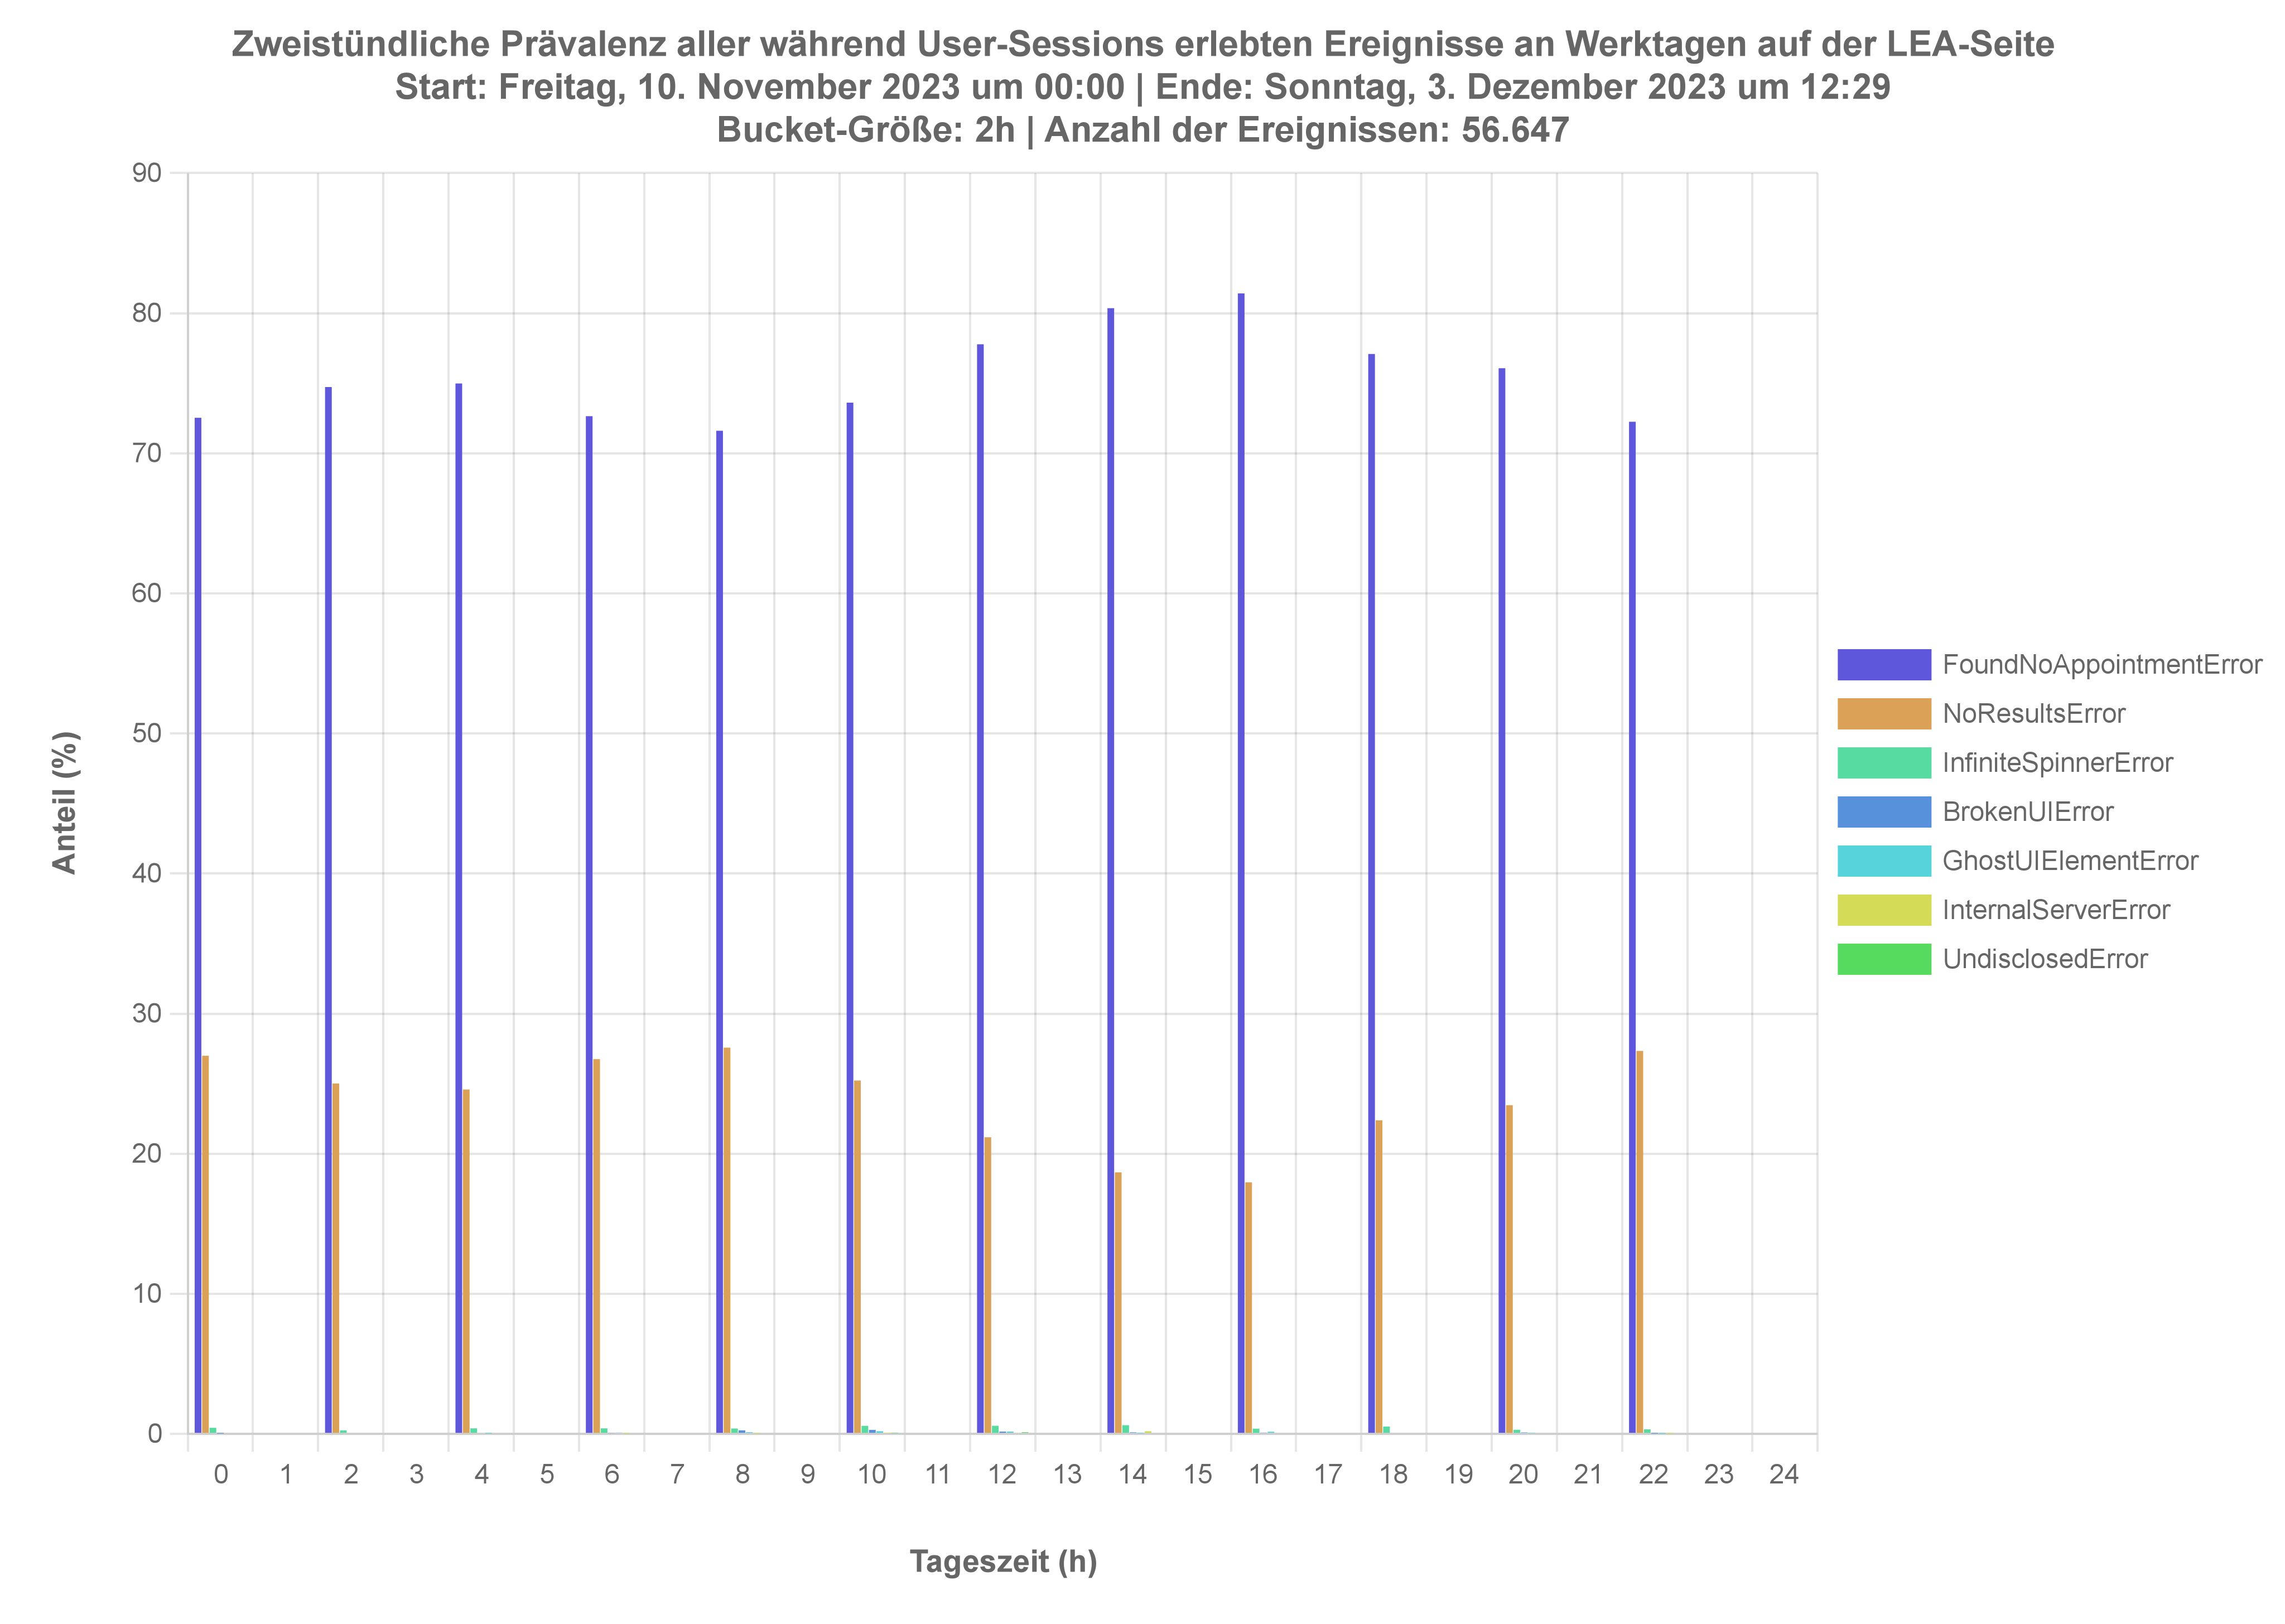 Zweistündliche Prävalenz aller während User-Sessions erlebten Ereignisse an Werktagen auf der LEA-Seite
Start: Freitag, 10. November 2023 um 00:00 | Ende: Sonntag, 3. Dezember 2023 um 12:29
Bucket-Größe: 2h | Anzahl der Ereignissen: 56.647
90
80
70
60
50
40
30
20
10
0
Anteil (%)
FoundNoAppointmentError
NoResultsError
InfiniteSpinnerError
BrokenUIError
GhostUIElementError
InternalServerError
UndisclosedError
0 1 2 3 4 5 6 7 8 9 10 11 12 13 14 15 16 17 18 19 20 21 22 23 24
Tageszeit (h)